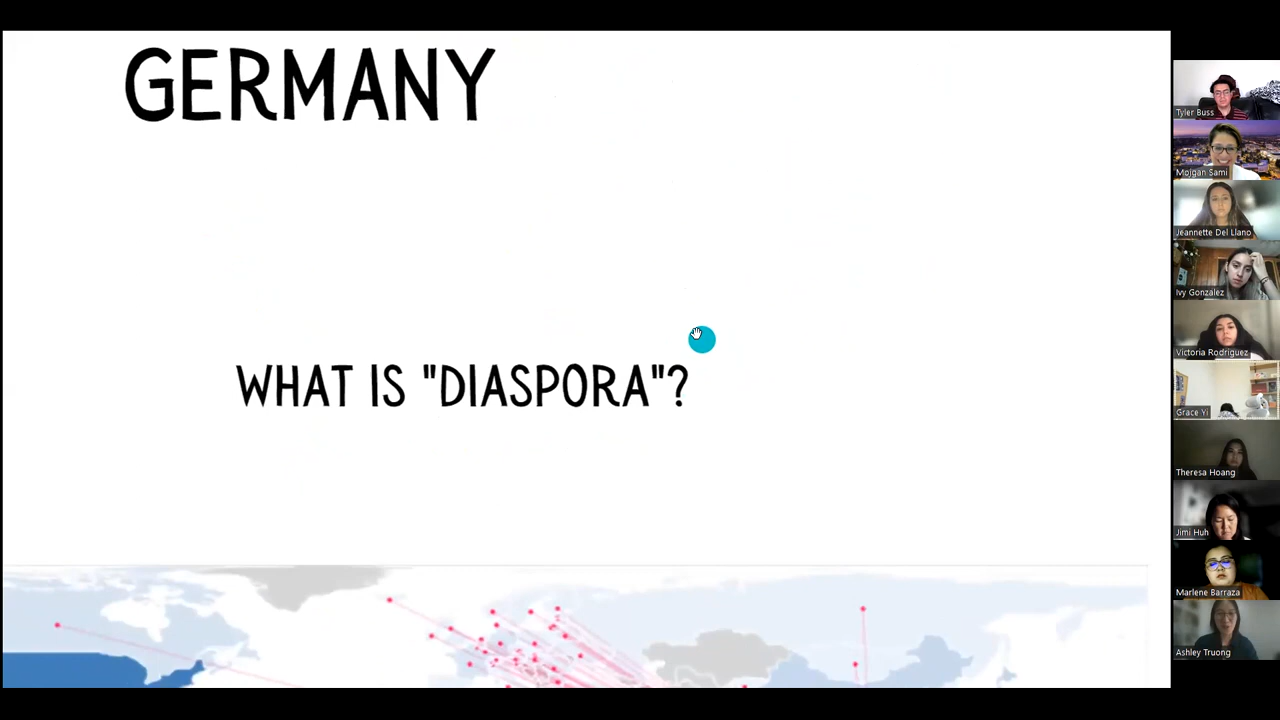 GERMANY
WHAT IS "DIASPORA"?
Tyler Buss
Mojgan Sami
Jeannette Del Llano
Ivy Gonzalez
Victoria Rodriguez
Grace Yi
Theresa Hoang
Jimi Huh
Marlene Barraza
Ashley Truong